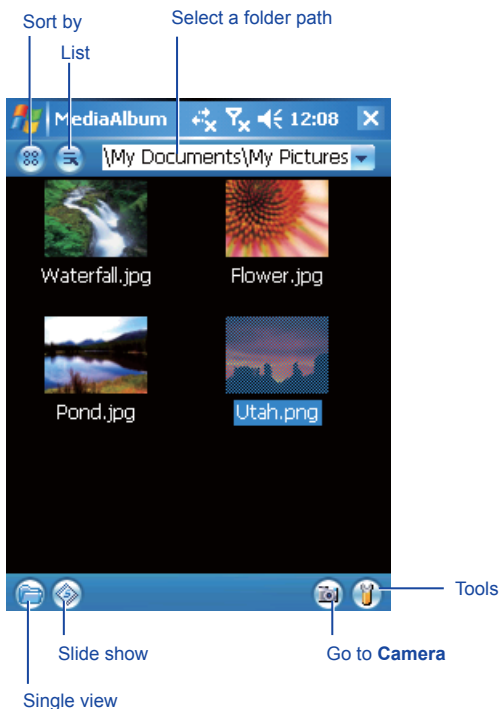 Sort by
Select a folder path
List
MediaAlbum 12:08
\My Documents\My Pictures
Waterfall.jpg Flower.jpg
Pond.jpg Utah.png
Tools
Slide show Go to Camera
Single view